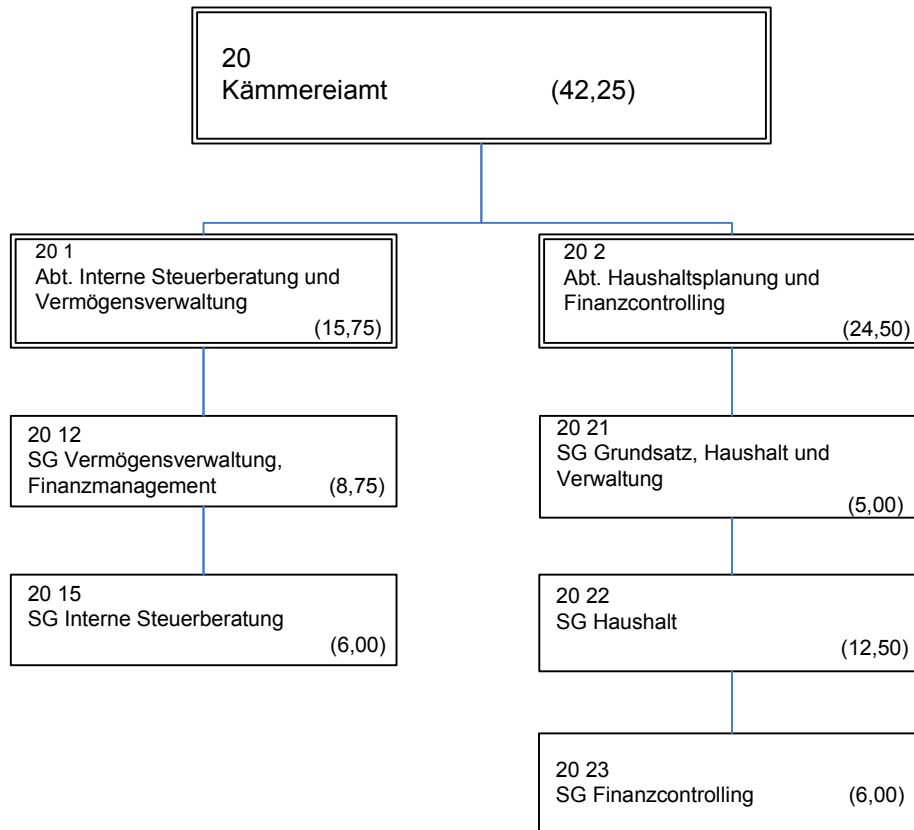 20
Kämmereiamt (42,25)
20 1
Abt. Interne Steuerberatung und
Vermögensverwaltung
(15,75)
20 2
Abt. Haushaltsplanung und
Finanzcontrolling
(24,50)
20 12
SG Vermögensverwaltung,
Finanzmanagement (8,75)
20 21
SG Grundsatz, Haushalt und
Verwaltung
(5,00)
20 15
SG Interne Steuerberatung
(6,00)
20 22
SG Haushalt
(12,50)
20 23
SG Finanzcontrolling (6,00)